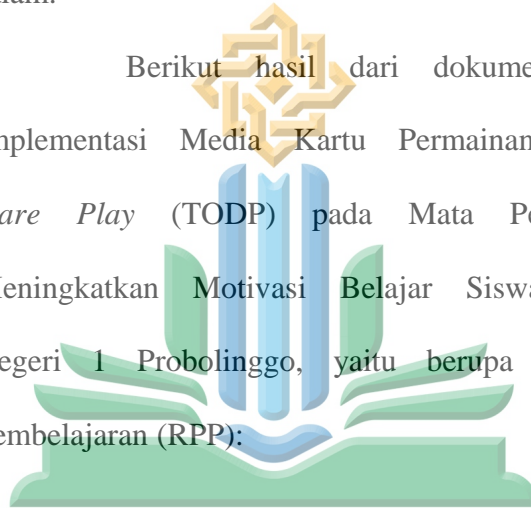 Berikut hasil dari dokume
mplementasi Media Kartu Permainan
are Play (TODP) pada Mata Pe
Meningkatkan Motivasi Belajar Siswa
egeri 1 Probolinggo, yaitu berupa
embelajaran (RPP):